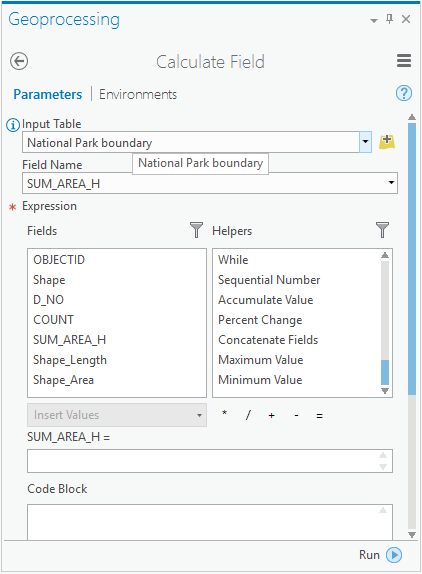 Geoprocessing
Calculate Field
Parameters | Environments
Input Table
National Park boundary
National Park boundary
Field Name
SUM_AREA_H
* Expression
Fields Helpers
OBJECTID While
Shape Sequential Number
D_NO Accumulate Value
COUNT Percent Change
SUM_AREA_H Concatenate Fields
Shape_Length Maximum Value
Shape_Area Minimum Value
Insert Values * / + - =
SUM_AREA_H =
Code Block
Run